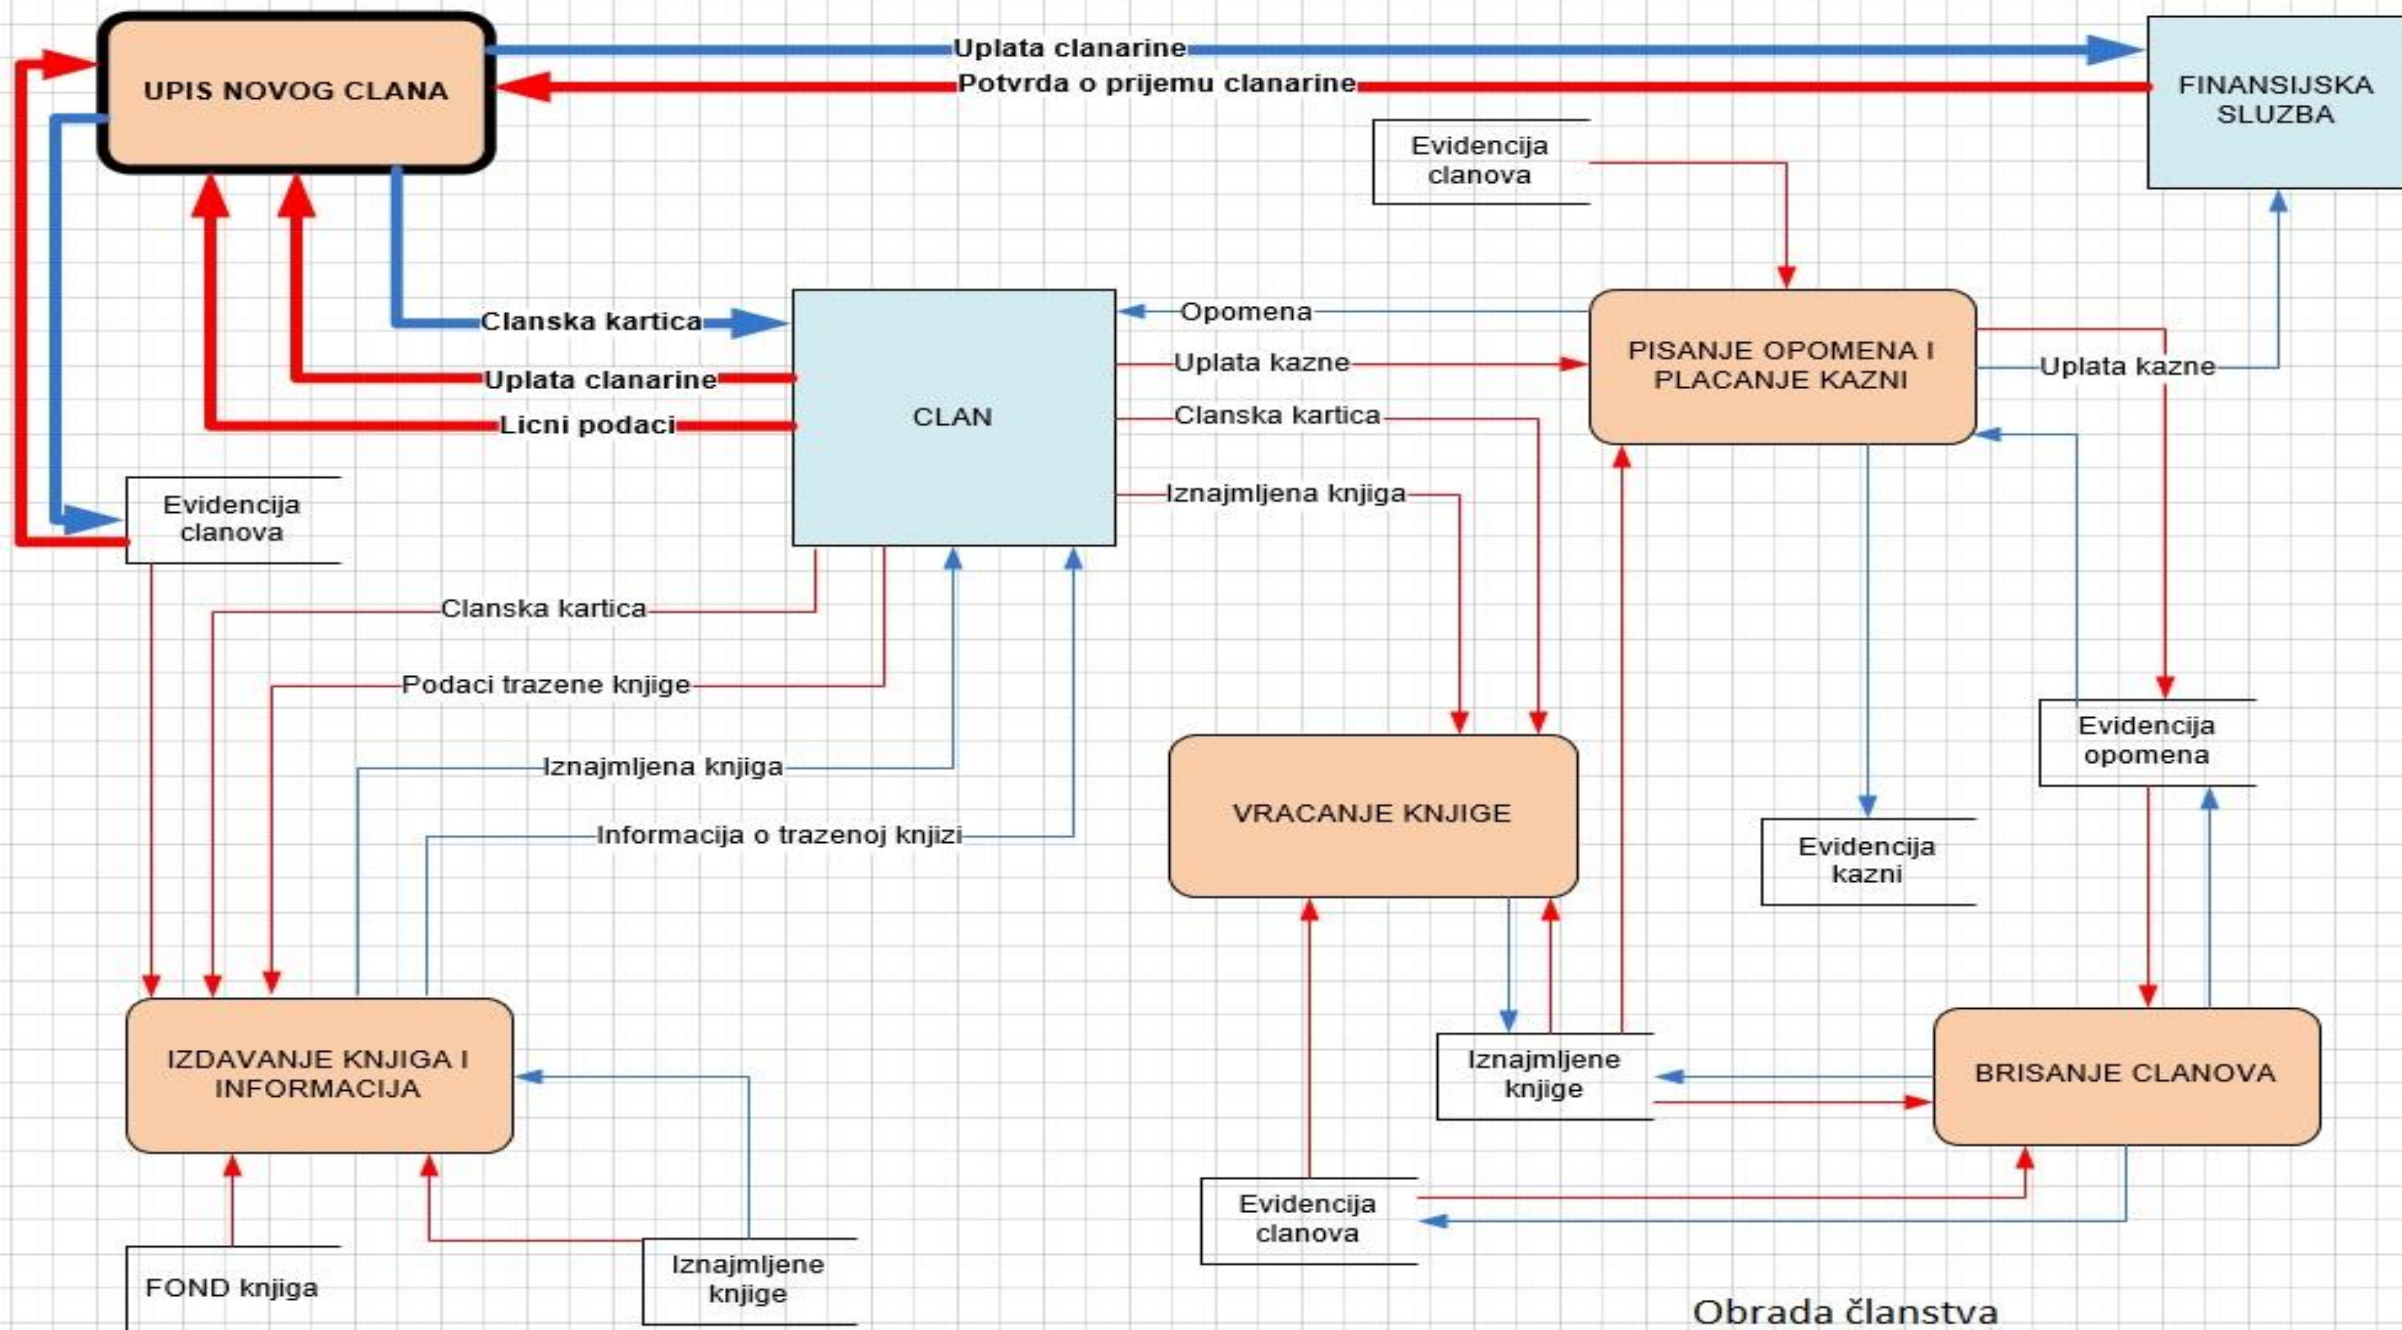 UPIS NOVOG CLANA
Uplata clanarine
Potvrda o prijemu clanarine
FINANSIJSKA
SLUZBA
Evidencija
clanova
Clanska kartica
Uplata clanarine
Licni podaci
CLAN
Opomena
Uplata kazne
Clanska kartica
Iznajmljena knjiga
PISANJE OPOMENA I
PLACANJE KAZNI
Uplata kazne
Evidencija
clanova
Clanska kartica
Podaci trazene knjige
Iznajmljena knjiga
Informacija o trazenoj knjizi
VRACANJE KNJIGE
Evidencija
opomena
Evidencija
kazni
IZDAVANJE KNJIGA I
INFORMACIJA
Iznajmljene
knjige
BRISANJE CLANOVA
Evidencija
clanova
FOND knjiga
Iznajmljene
knjige
Obrada članstva